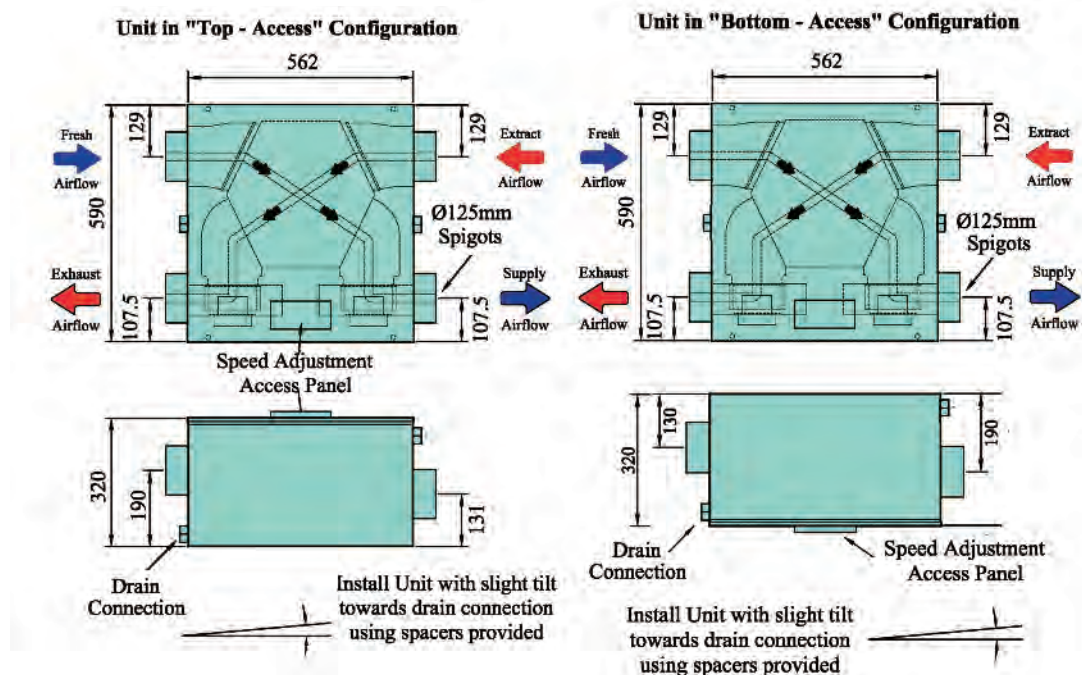 Unit in "Top - Access" Configuration
562
129
129
Fresh
Airflow
Extract
Airflow
590
Ø125mm
Spigots
Exhaust
Airflow
Supply
Airflow
107.5
107.5
Speed Adjustment
Access Panel
320
190
131
Drain
Connection
Install Unit with slight tilt
towards drain connection
using spacers provided
Unit in "Bottom - Access" Configuration
562
129
129
Fresh
Airflow
Extract
Airflow
590
Ø125mm
Spigots
Exhaust
Airflow
Supply
Airflow
107.5
107.5
320
130
190
Drain
Connection
Speed Adjustment
Access Panel
Install Unit with slight tilt
towards drain connection
using spacers provided